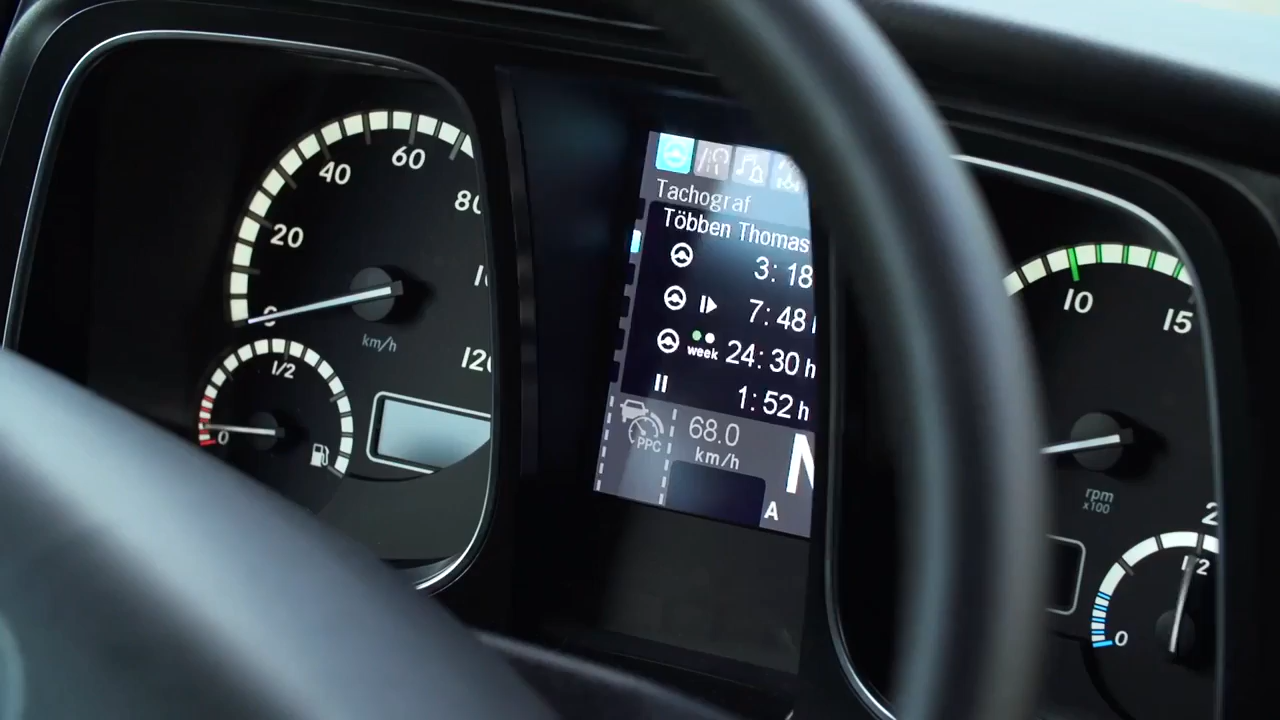 0
20
40
60
80
120
km/h
0
1/2
Tachograf
Többen Thomas
3:18
7:48
week 24:30 h
1:52 h
PPC
68.0
km/h
N
A
10
15
rpm
x100
0
1/2